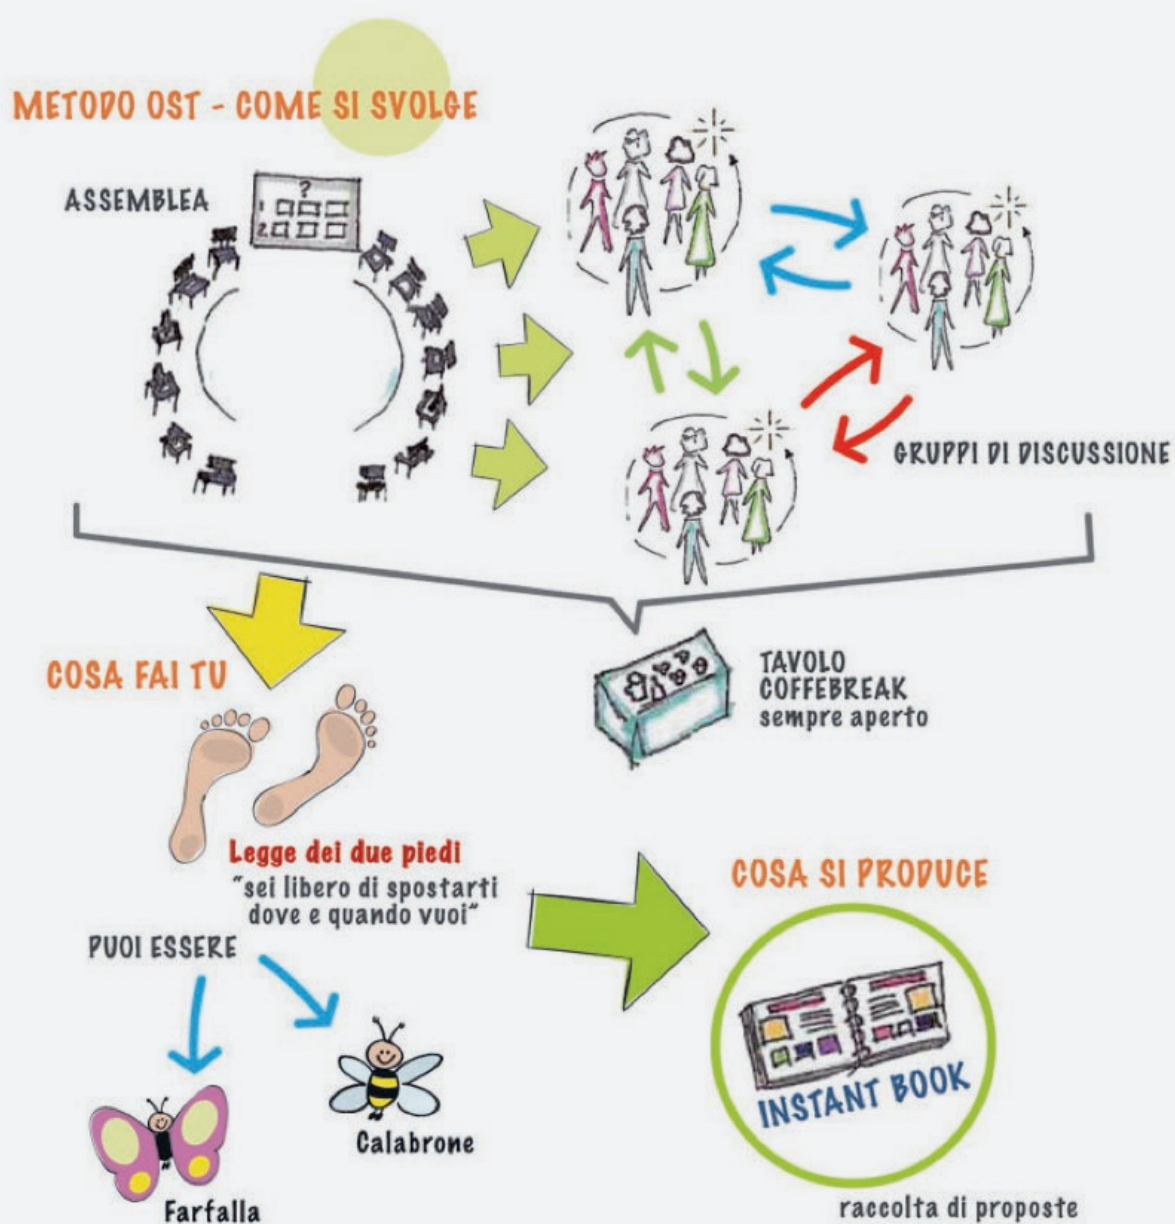 METODO OST - COME SI SVOLGE
ASSEMBLEA
?
1
2
GRUPPI DI DISCUSSIONE
COSA FAI TU
TAVOLO
COFFEBREAK
sempre aperto
Legge dei due piedi
"sei libero di spostarti
dove e quando vuoi"
PUOI ESSERE
COSA SI PRODUCE
INSTANT BOOK
Calabrone
Farfalla
raccolta di proposte